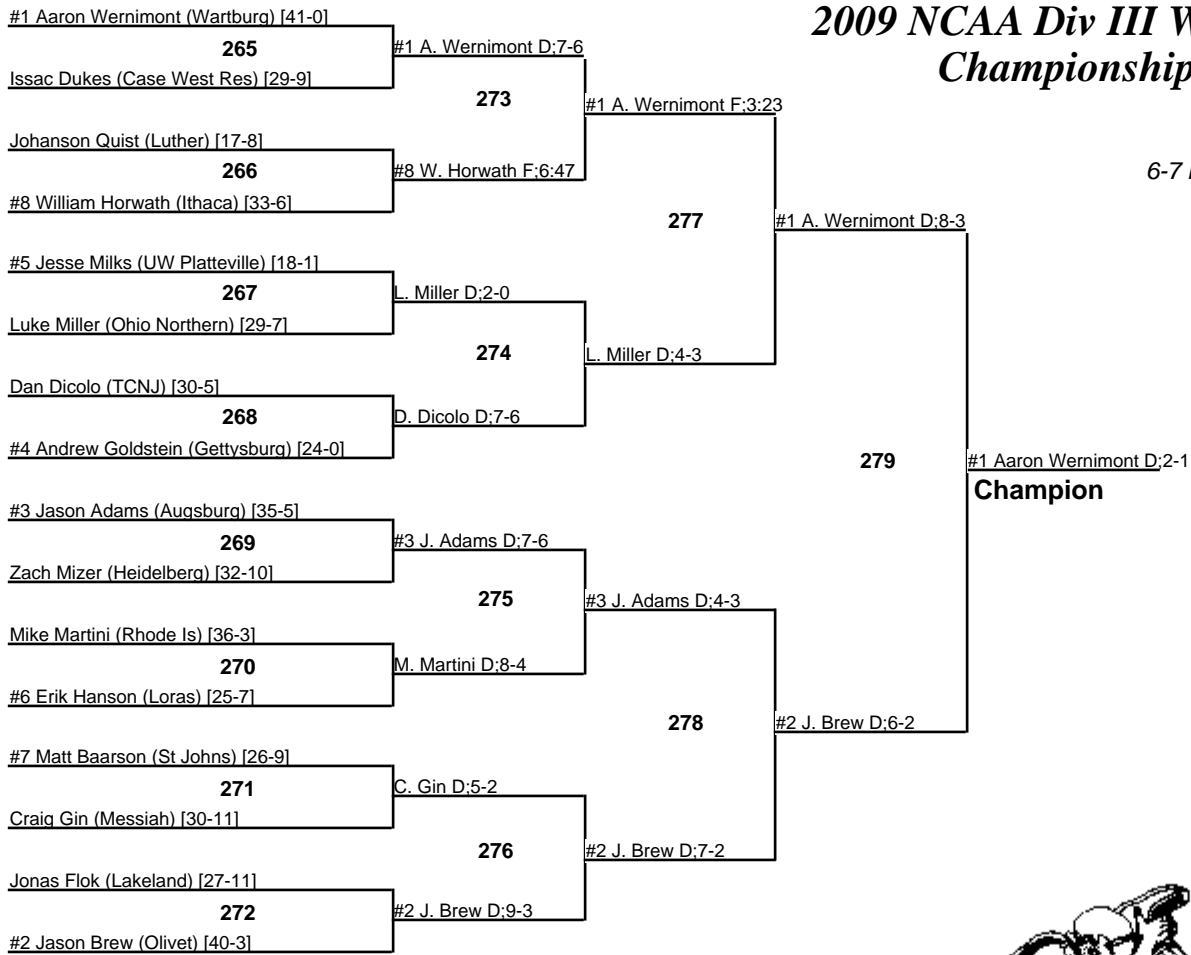 2009 NCAA Div III W
Championship
6-7
#1 Aaron Wernimont (Wartburg) [41-0]
265
Issac Dukes (Case West Res) [29-9]
#1 A. Wernimont D;7-6
273
Johanson Quist (Luther) [17-8]
266
#8 William Horwath (Ithaca) [33-6]
#8 W. Horwath F;6:47
#1 A. Wernimont F;3:23
277
#5 Jesse Milks (UW Platteville) [18-1]
267
Luke Miller (Ohio Northern) [29-7]
L. Miller D;2-0
274
Dan Dicolo (TCNJ) [30-5]
268
#4 Andrew Goldstein (Gettysburg) [24-0]
D. Dicolo D;7-6
L. Miller D;4-3
#1 A. Wernimont D;8-3
279
#3 Jason Adams (Augsburg) [35-5]
269
Zach Mizer (Heidelberg) [32-10]
#3 J. Adams D;7-6
275
Mike Martini (Rhode Is) [36-3]
270
#6 Erik Hanson (Loras) [25-7]
M. Martini D;8-4
#3 J. Adams D;4-3
278
#7 Matt Baarson (St Johns) [26-9]
271
Craig Gin (Messiah) [30-11]
C. Gin D;5-2
276
Jonas Flok (Lakeland) [27-11]
272
#2 Jason Brew (Olivet) [40-3]
#2 J. Brew D;9-3
#2 J. Brew D;7-2
#2 J. Brew D;6-2
#1 Aaron Wernimont D;2-1
Champion